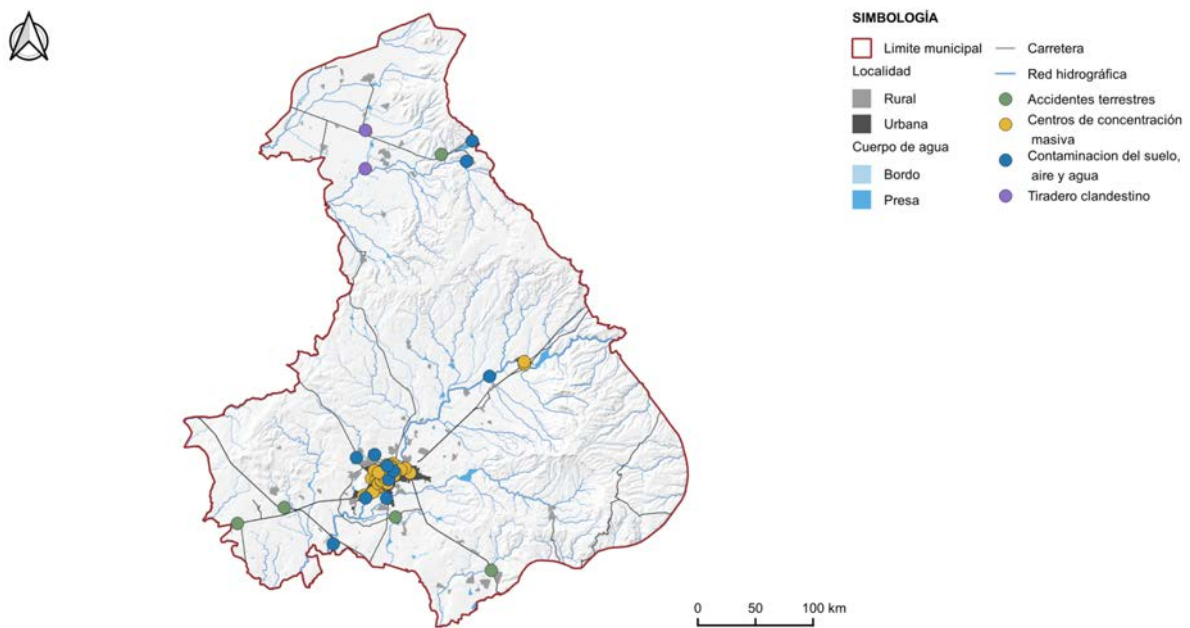 SIMBOLOGÍA
Limite municipal
Localidad
Rural
Urbana
Cuerpo de agua
Bordo
Presa
Carretera
Red hidrográfica
Accidentes terrestres
Centros de concentración
masiva
Contaminacion del suelo,
aire y agua
Tiradero clandestino
0 50 100 km